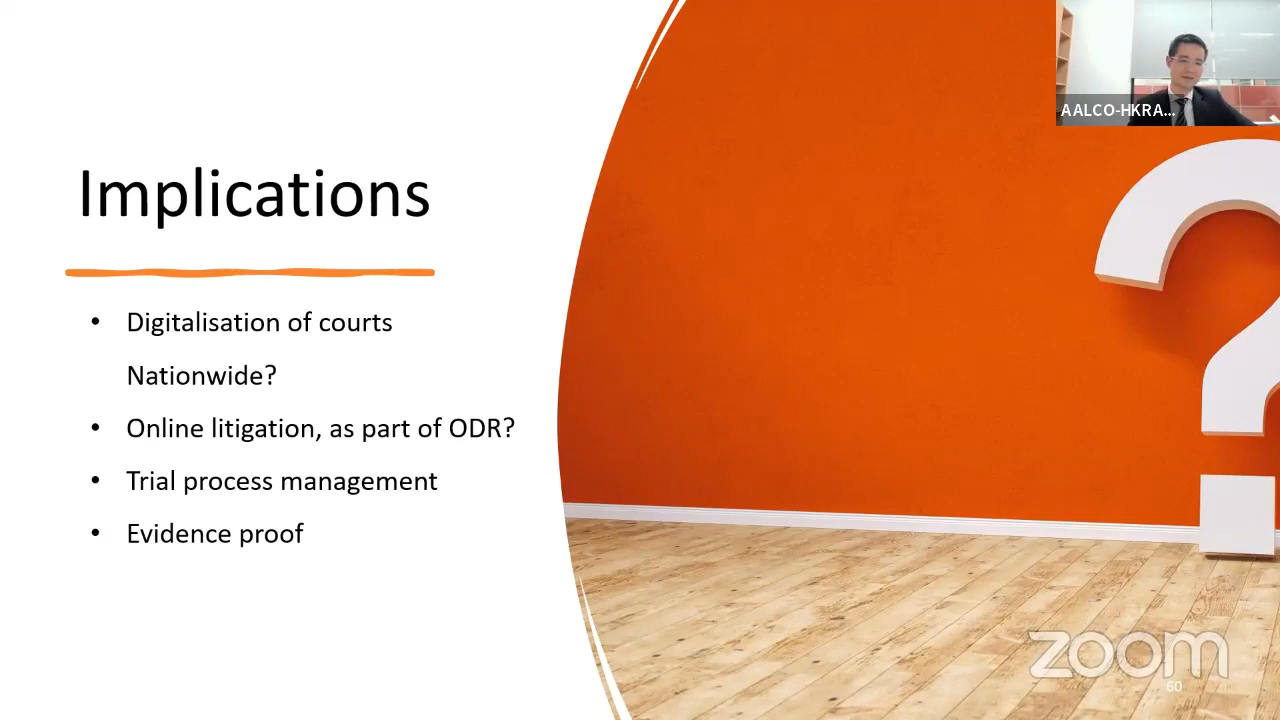 AALCO-HKRA...
Implications
• Digitalisation of courts
Nationwide?
• Online litigation, as part of ODR?
• Trial process management
• Evidence proof
zoom
60